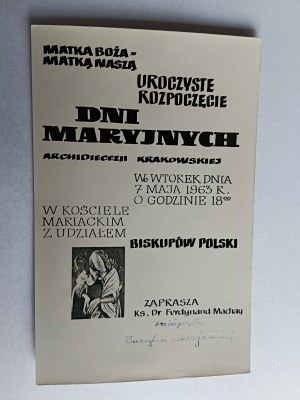 MATKA BOŻA -
MATKĄ NASZĄ
UROCZYSTE
ROZPOCZĘCIE
DNI
MARYJNYCH
ARCHIDIECEZJI KRAKOWSKIEJ
WE WTOREK DNIA
7 MAJA 1963 R.
O GODZINIE 18⁰⁰
W KOŚCIELE
MARIACKIM
Z UDZIAŁEM
BISKUPÓW POLSKI
ZAPRASZA
Ks. Dr Ferdynand Machay